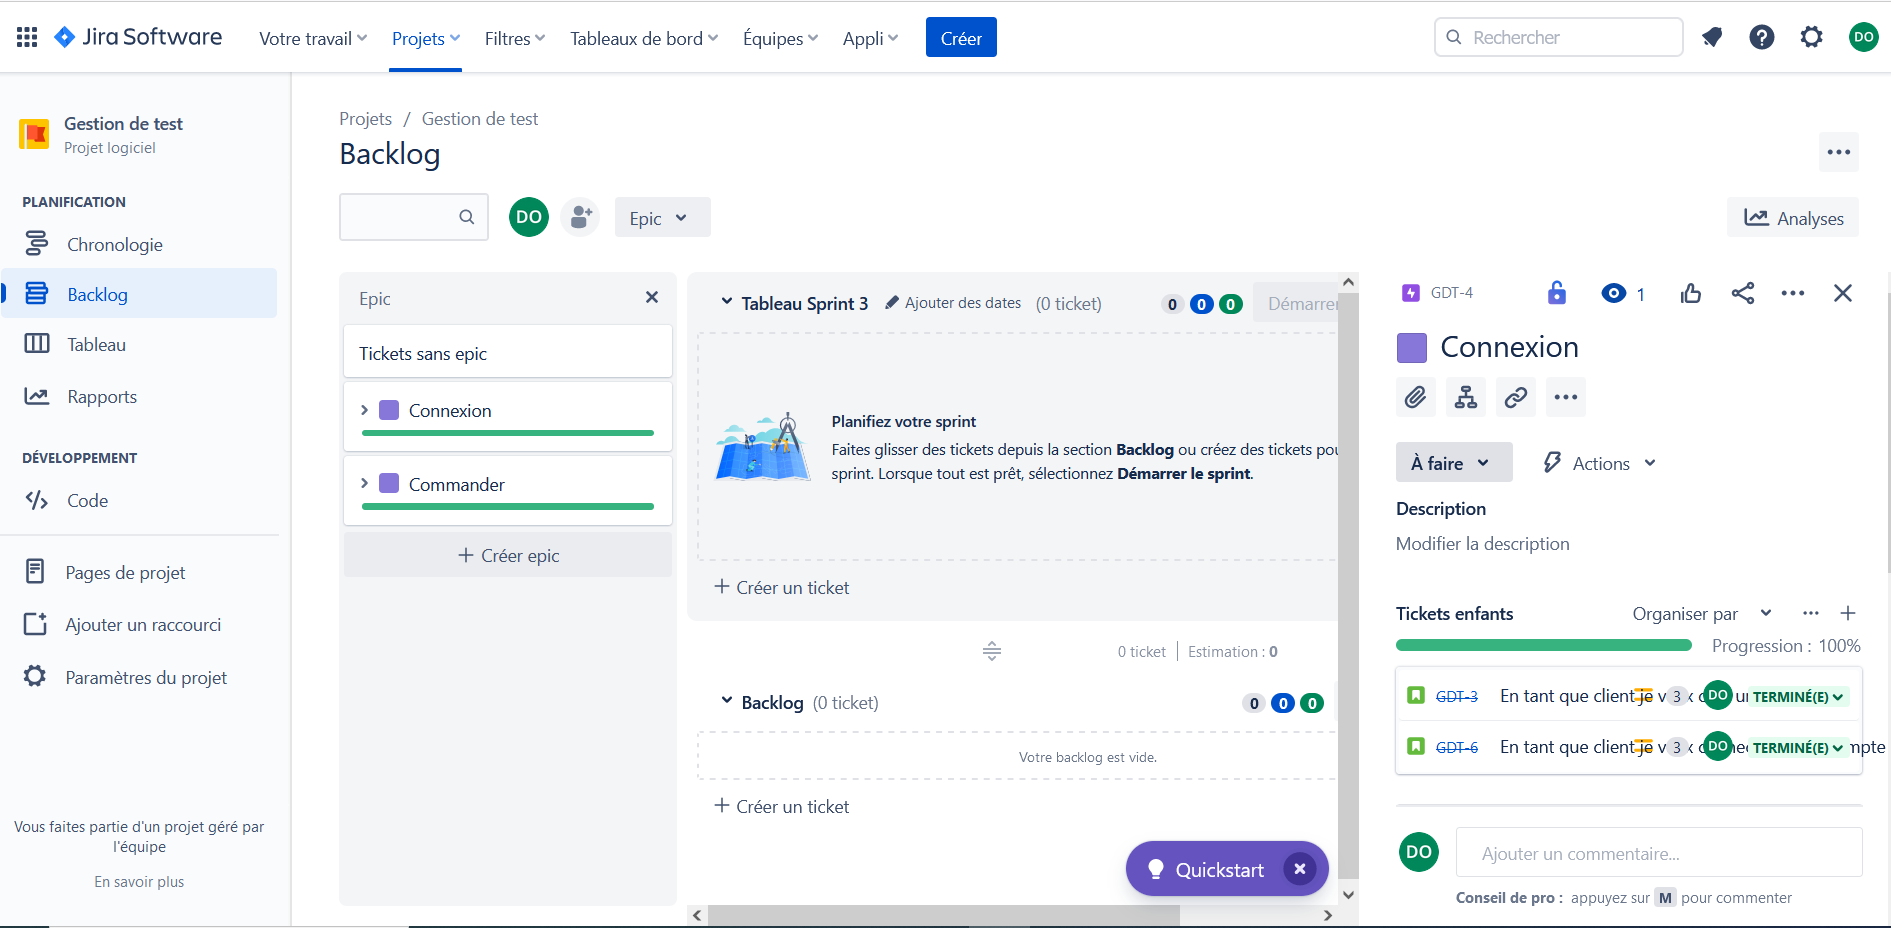 Jira Software
Votre travail
Projets
Filtres
Tableaux de bord
Équipes
Appli
Créer
Rechercher
DO
Gestion de test
Projet logiciel
PLANIFICATION
Chronologie
Backlog
Tableau
Rapports
DÉVELOPPEMENT
Code
Pages de projet
Ajouter un raccourci
Paramètres du projet
Vous faites partie d'un projet géré par
l'équipe
En savoir plus
Projets / Gestion de test
Backlog
DO
Epic
Analyses
Epic
Tickets sans epic
Connexion
Commander
Créer epic
Tableau Sprint 3 Ajouter des dates (0 ticket) 0 0 0 Démarrer
Planifiez votre sprint
Faites glisser des tickets depuis la section Backlog ou créez des tickets
sprint. Lorsque tout est prêt, sélectionnez Démarrer le sprint.
Créer un ticket
0 ticket Estimation : 0
Backlog (0 ticket) 0 0 0
Votre backlog est vide.
Créer un ticket
Quickstart
GDT-4
1
Connexion
À faire
Actions
Description
Modifier la description
Tickets enfants
Organiser par
Progression : 100%
GDT-3 En tant que client je 3 DO TERMINÉ(E)
GDT-6 En tant que client je 3 DO TERMINÉ(E)
DO
Ajouter un commentaire...
Conseil de pro : appuyez sur M pour commenter